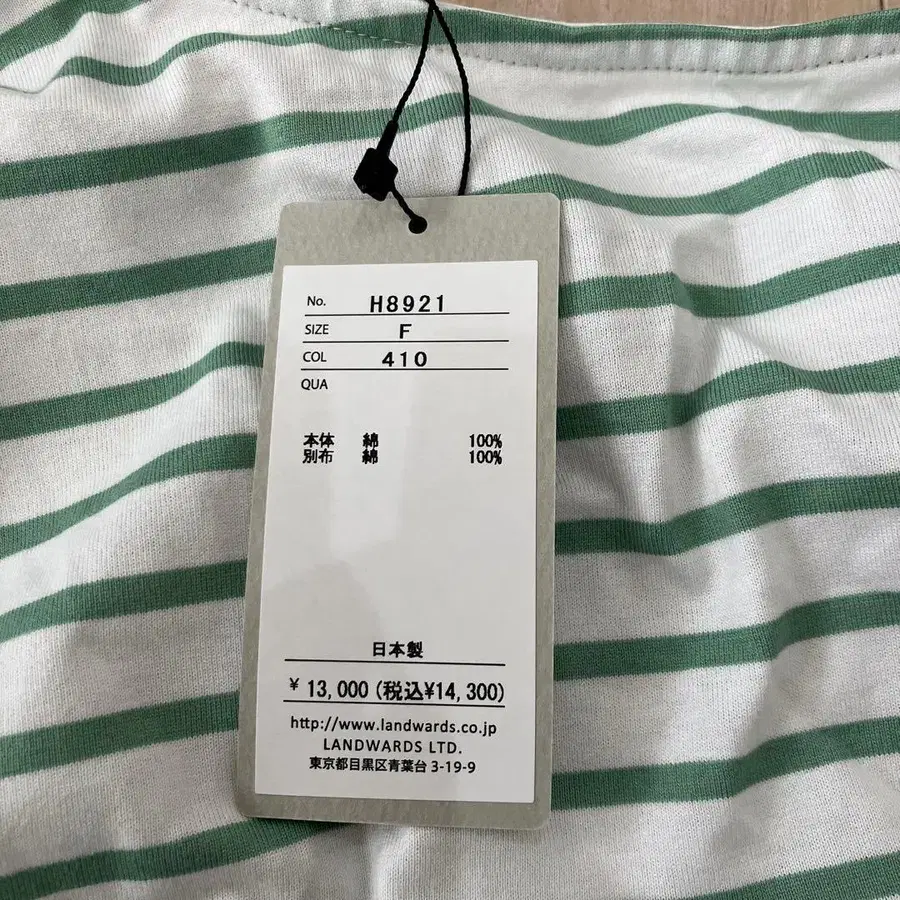 No. H8921
SIZE F
COL 410
QUA
本体 綿 100%
別布 綿 100%
日本製
¥ 13,000 (税込¥14,300)
http://www.landwards.co.jp
LANDWARDS LTD.
東京都目黒区青葉台 3-19-9